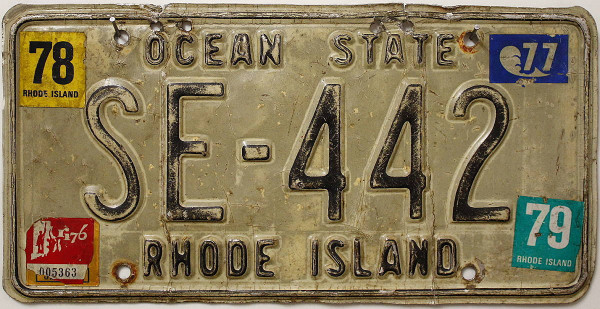 OCEAN STATE
78
RHODE ISLAND
77
SE-442
76
005363
79
RHODE ISLAND
RHODE ISLAND